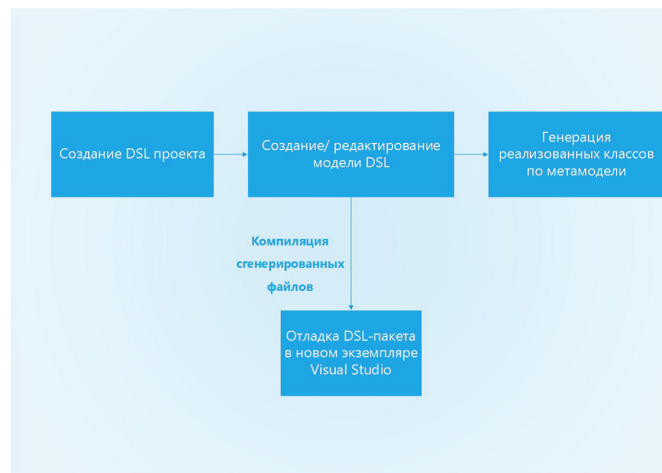 Создание DSL проекта
Создание/ редактирование
модели DSL
Генерация
реализованных классов
по метамодели
Компиляция
сгенерированных
файлов
Отладка DSL-пакета
в новом экземпляре
Visual Studio